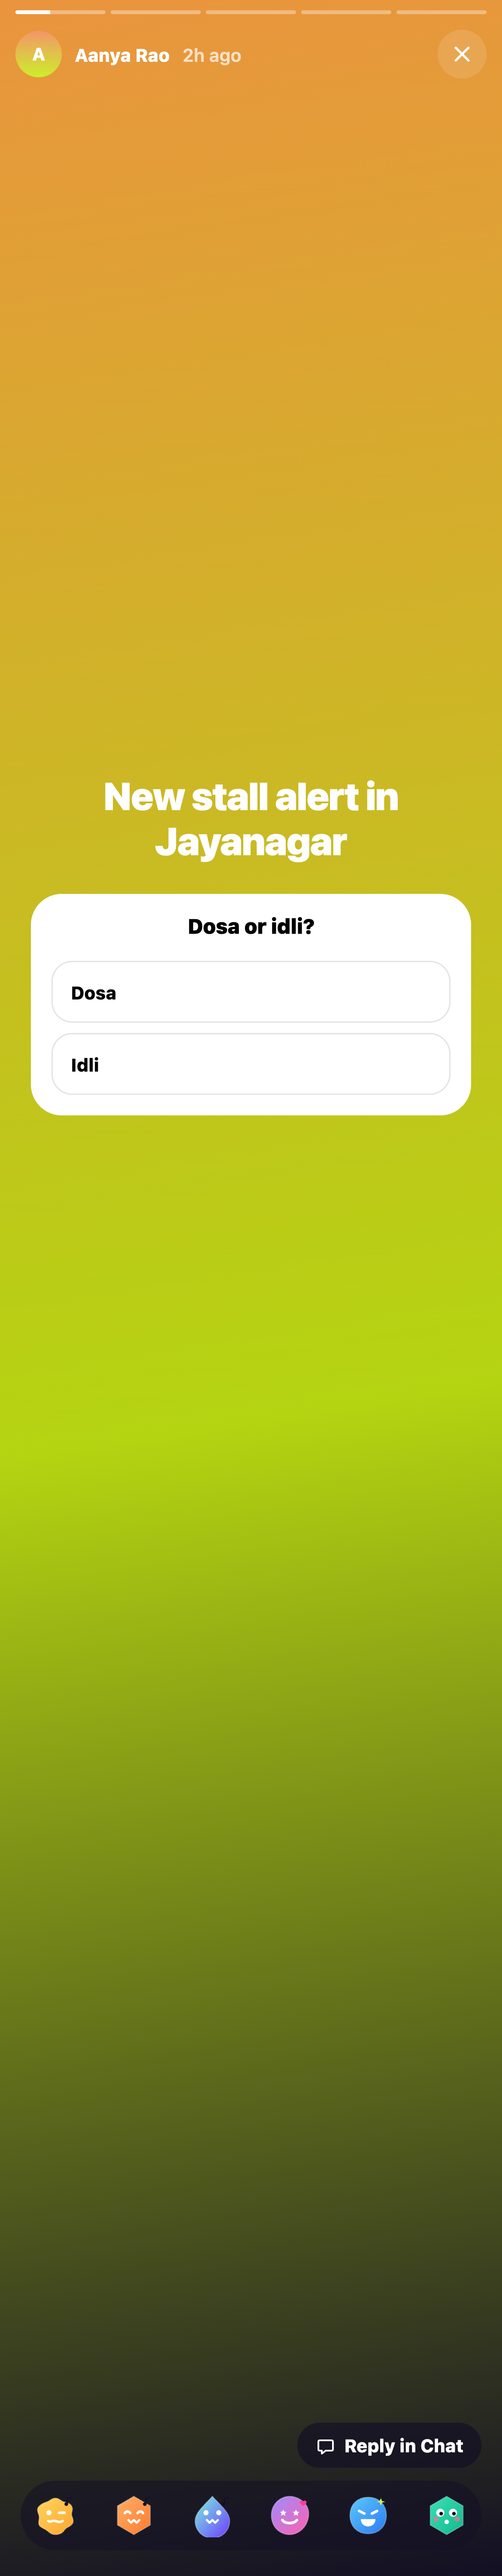 A
Aanya Rao 2h ago
New stall alert in
Jayanagar
Dosa or idli?
Dosa
Idli
Reply in Chat